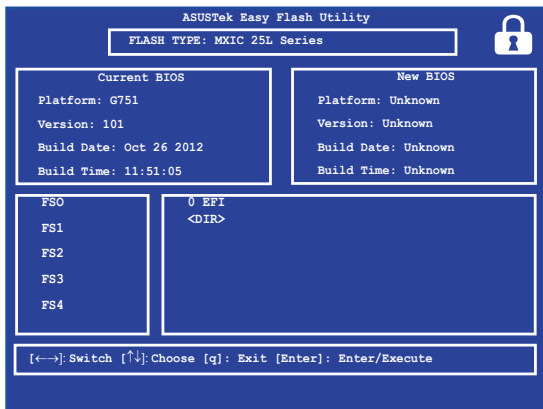 ASUSTek Easy Flash Utility
FLASH TYPE: MXIC 25L Series
Current BIOS
Platform: G751
Version: 101
Build Date: Oct 26 2012
Build Time: 11:51:05
New BIOS
Platform: Unknown
Version: Unknown
Build Date: Unknown
Build Time: Unknown
FSO
FS1
FS2
FS3
FS4
0 EFI
<DIR>
[←→]: Switch [↑↓]: Choose [q]: Exit [Enter]: Enter/Execute